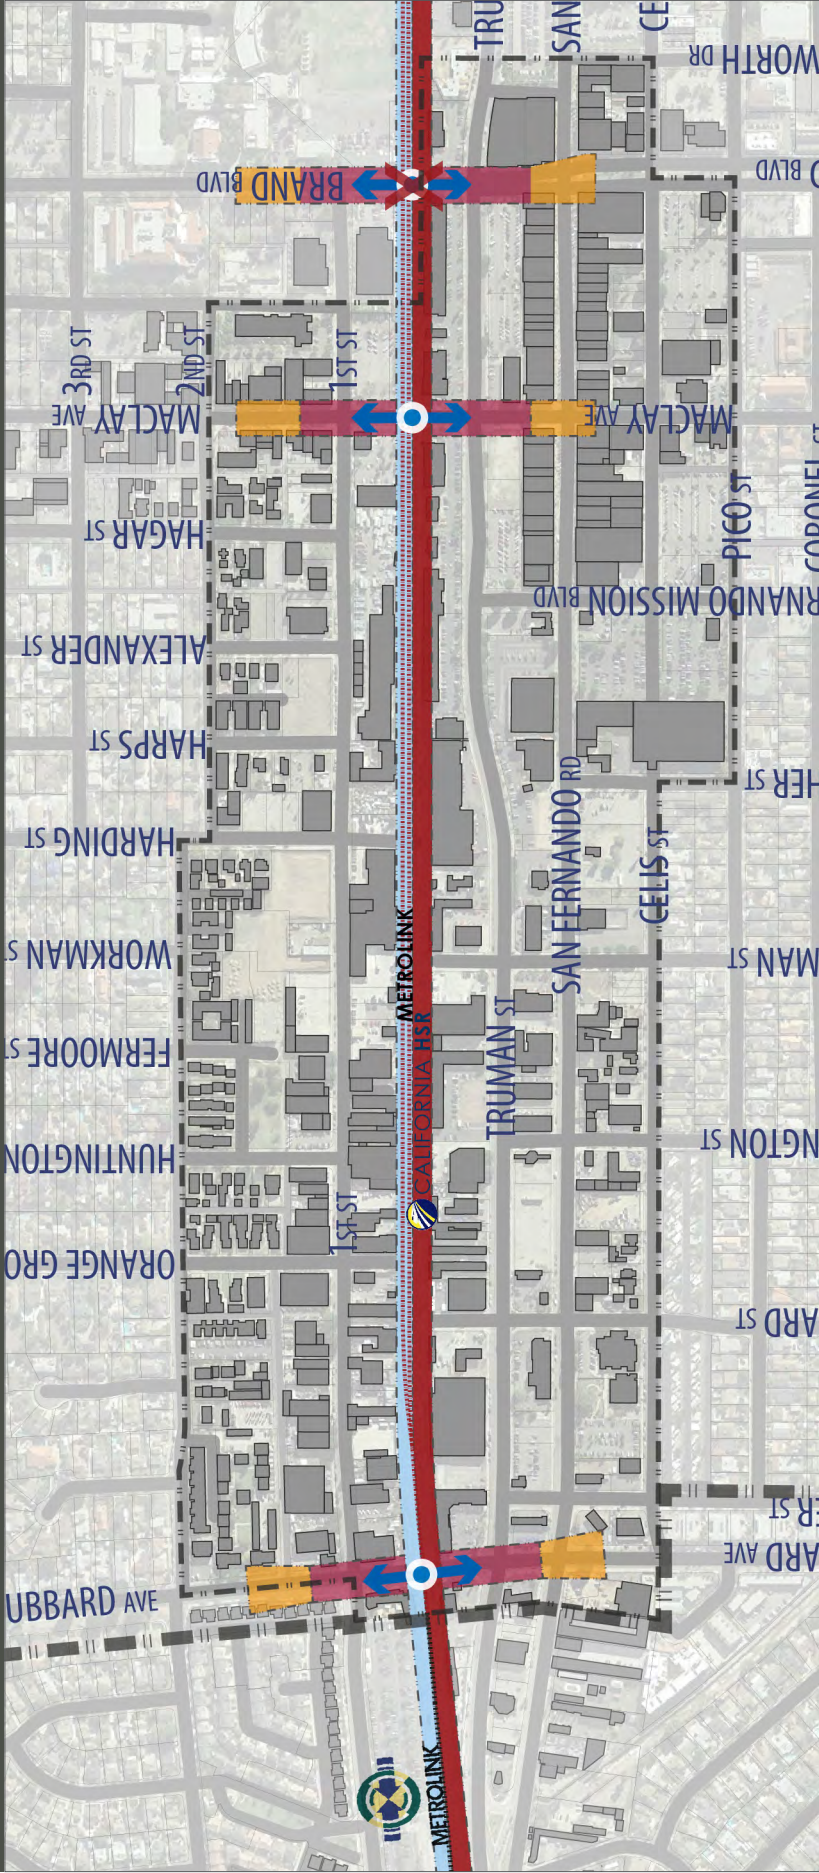 TRU
SAN
CE
WORTH DR
BRAND BLVD
BLVD
3RD ST
2ND ST
1ST ST
MACLAY AVE
MACLAY AVE
HAGAR ST
PICO ST
CORONEL CT
RNANDO MISSION BLVD
ALEXANDER ST
HARPS ST
HER ST
HARDING ST
SAN FERNANDO RD
CELIS ST
WORKMAN ST
METROLINK
MAN ST
FERMOORE ST
CALIFORNIA HSR
TRUMAN ST
HUNTINGTON
NGTON ST
1ST ST
ORANGE GRO
ARD ST
ER ST
ARD AVE
UBBARD AVE
METROLINK